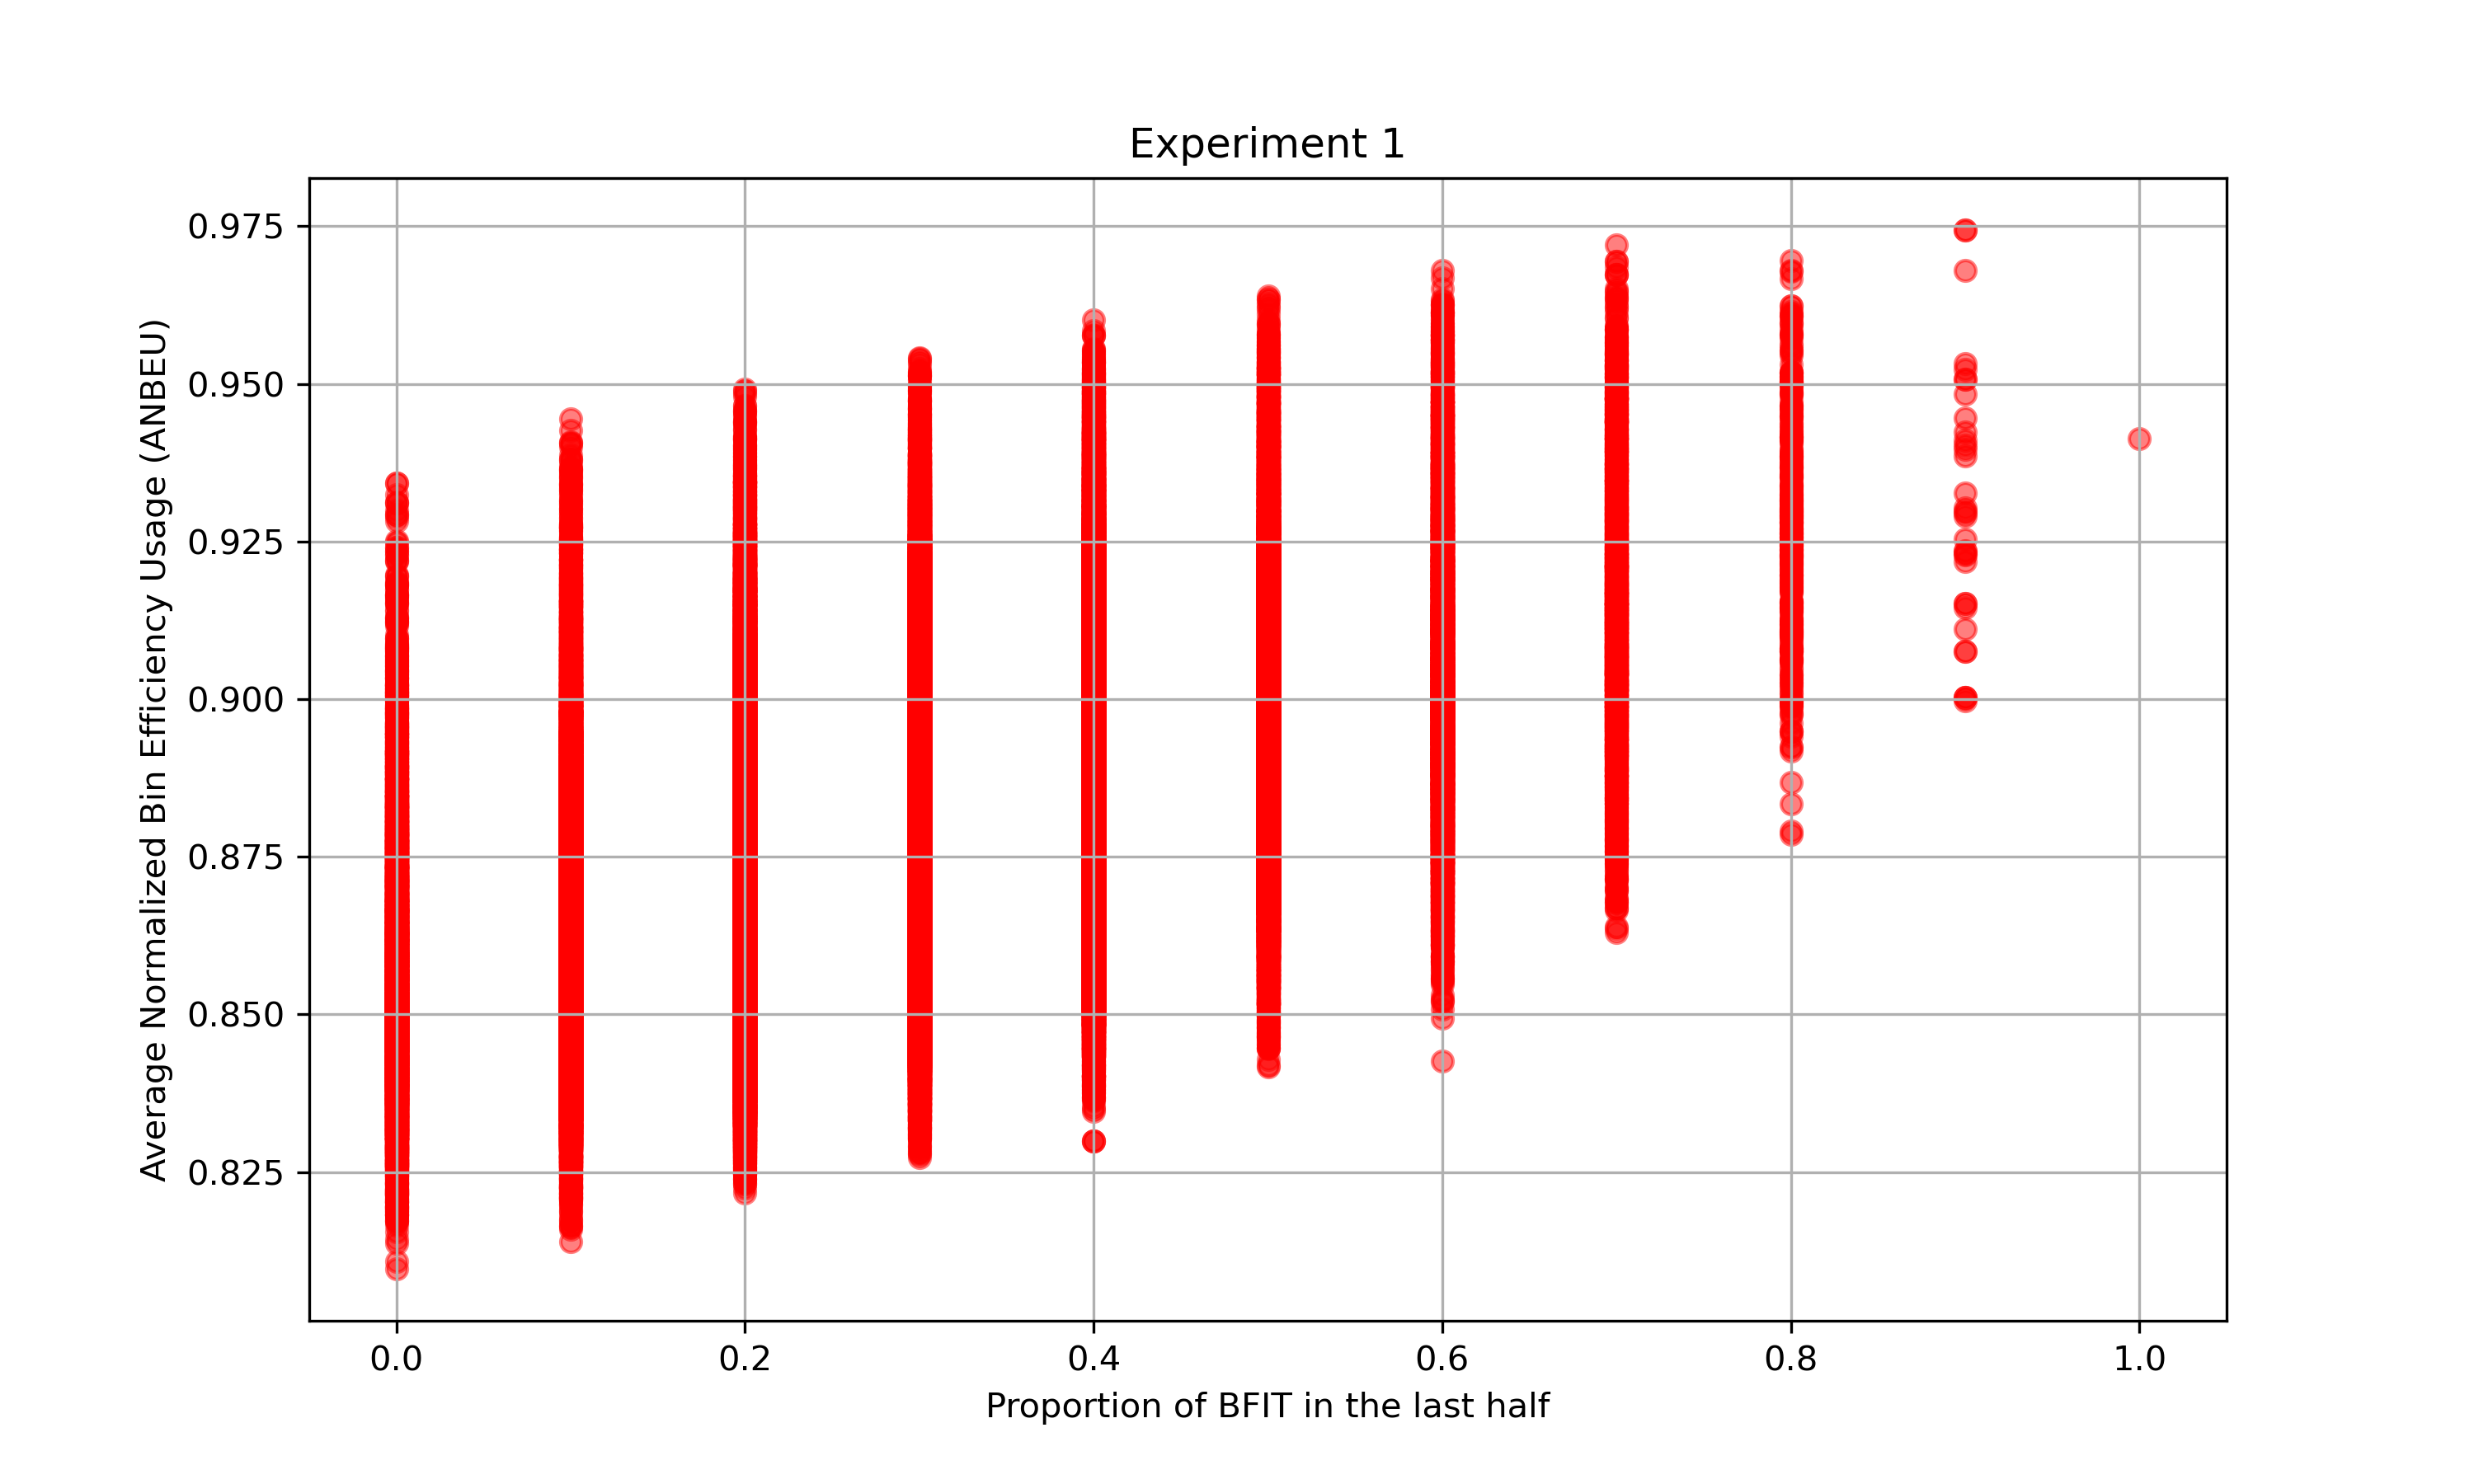 Experiment 1
Average Normalized Bin Efficiency Usage (ANBEU)
0.975
0.950
0.925
0.900
0.875
0.850
0.825
0.0 0.2 0.4 0.6 0.8 1.0
Proportion of BFIT in the last half